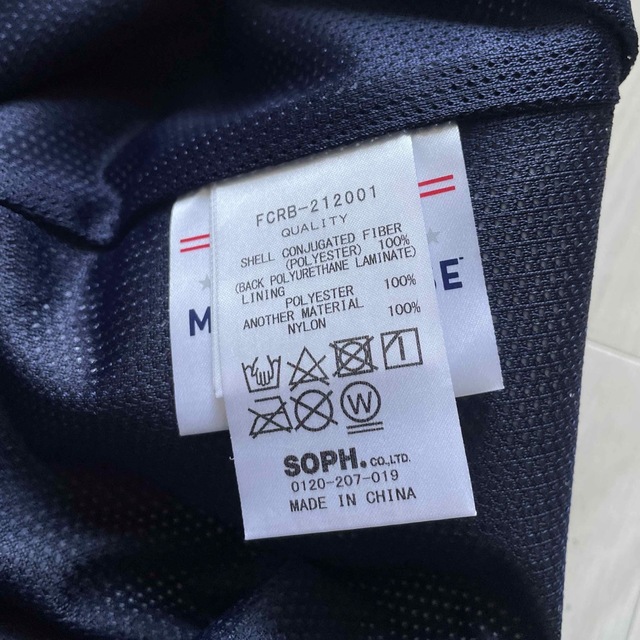 FCRB-212001
QUALITY
SHELL CONJUGATED FIBER
(POLYESTER) 100%
(BACK POLYURETHANE LAMINATE)
LINING
POLYESTER 100%
ANOTHER MATERIAL
NYLON 100%
W
SOPH. CO.,LTD.
0120-207-019
MADE IN CHINA
M
SE™